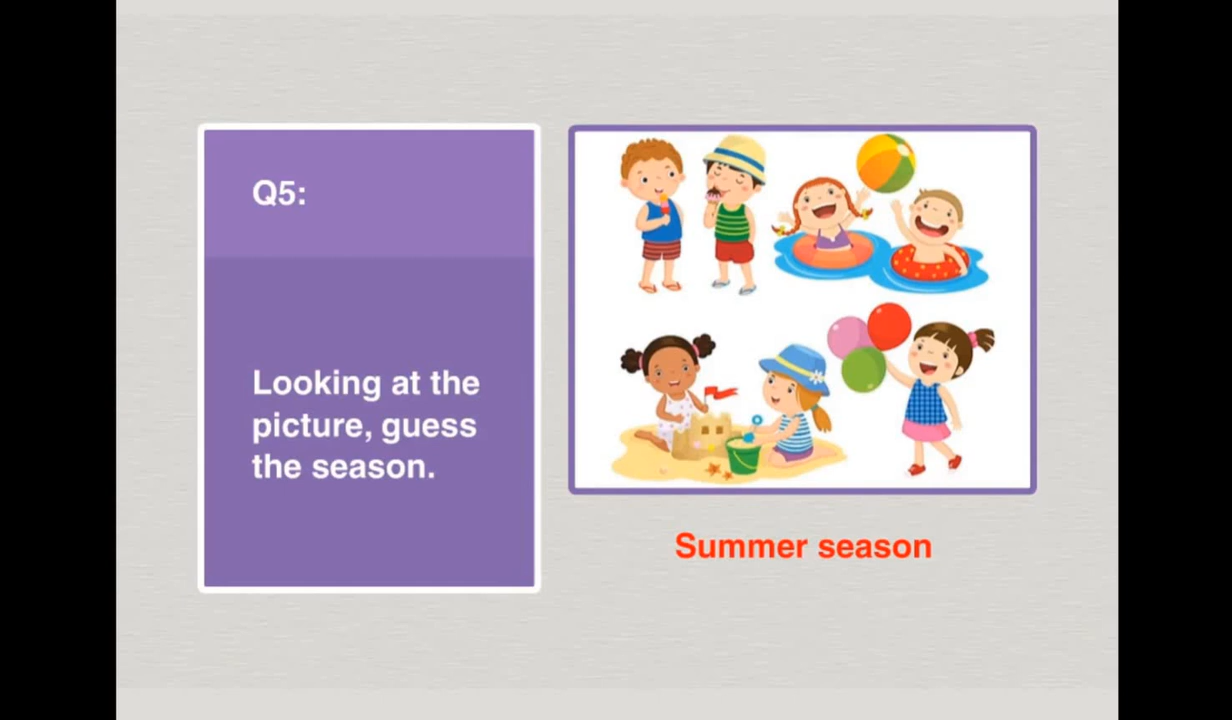 Q5:
Looking at the
picture, guess
the season.
Summer season